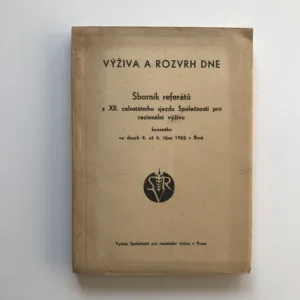 VÝŽIVA A ROZVRH DNE
Sborník referátů
z XII. celostátního sjezdu Společnosti pro
racionální výživu
konaného
ve dnech 4. až 6. října 1962 v Brně
SVR
Vydala Společnost pro racionální výživu v Praze